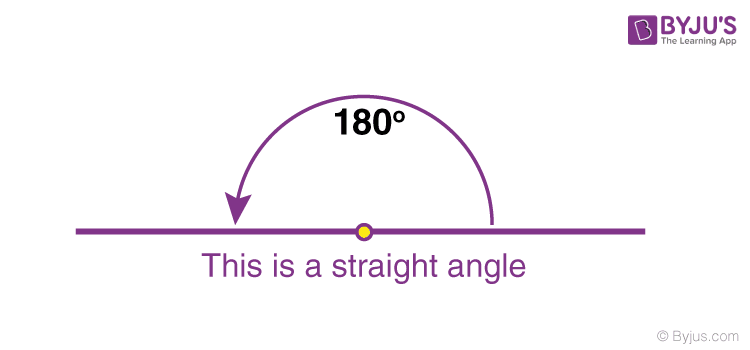 BYJU'S
The Learning App
180°
This is a straight angle
© Byjus.com